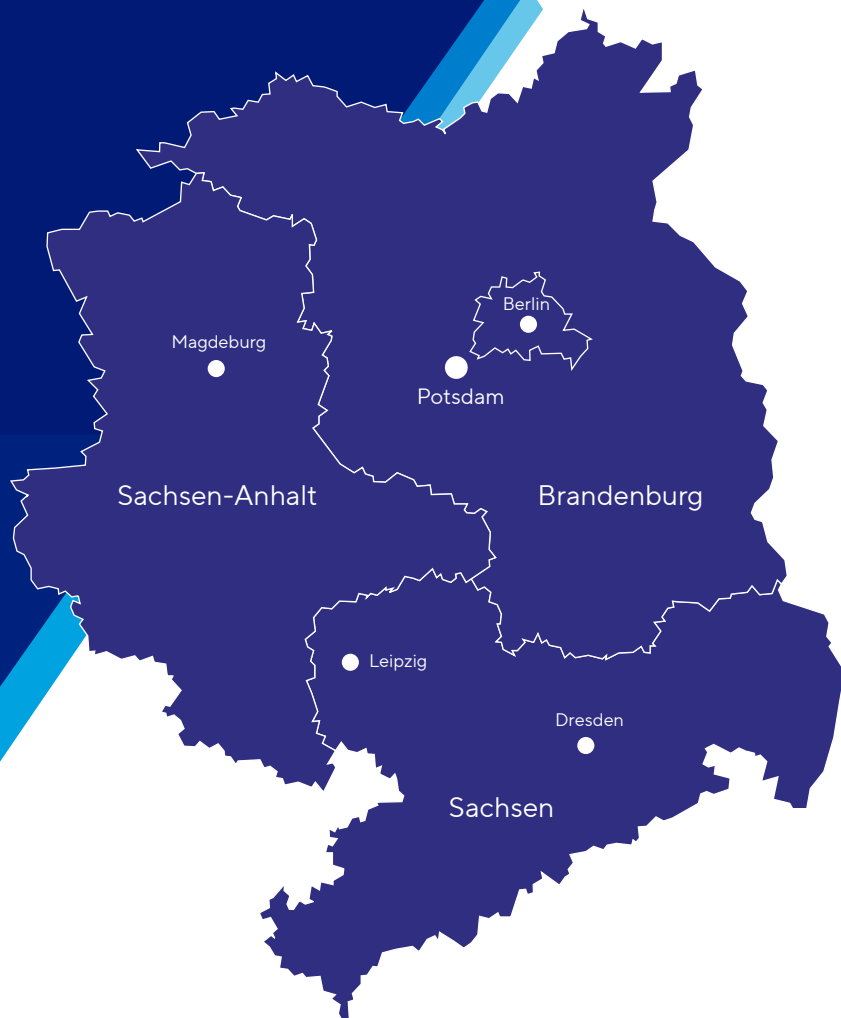 Berlin
Magdeburg
Potsdam
Sachsen-Anhalt
Brandenburg
Leipzig
Dresden
Sachsen